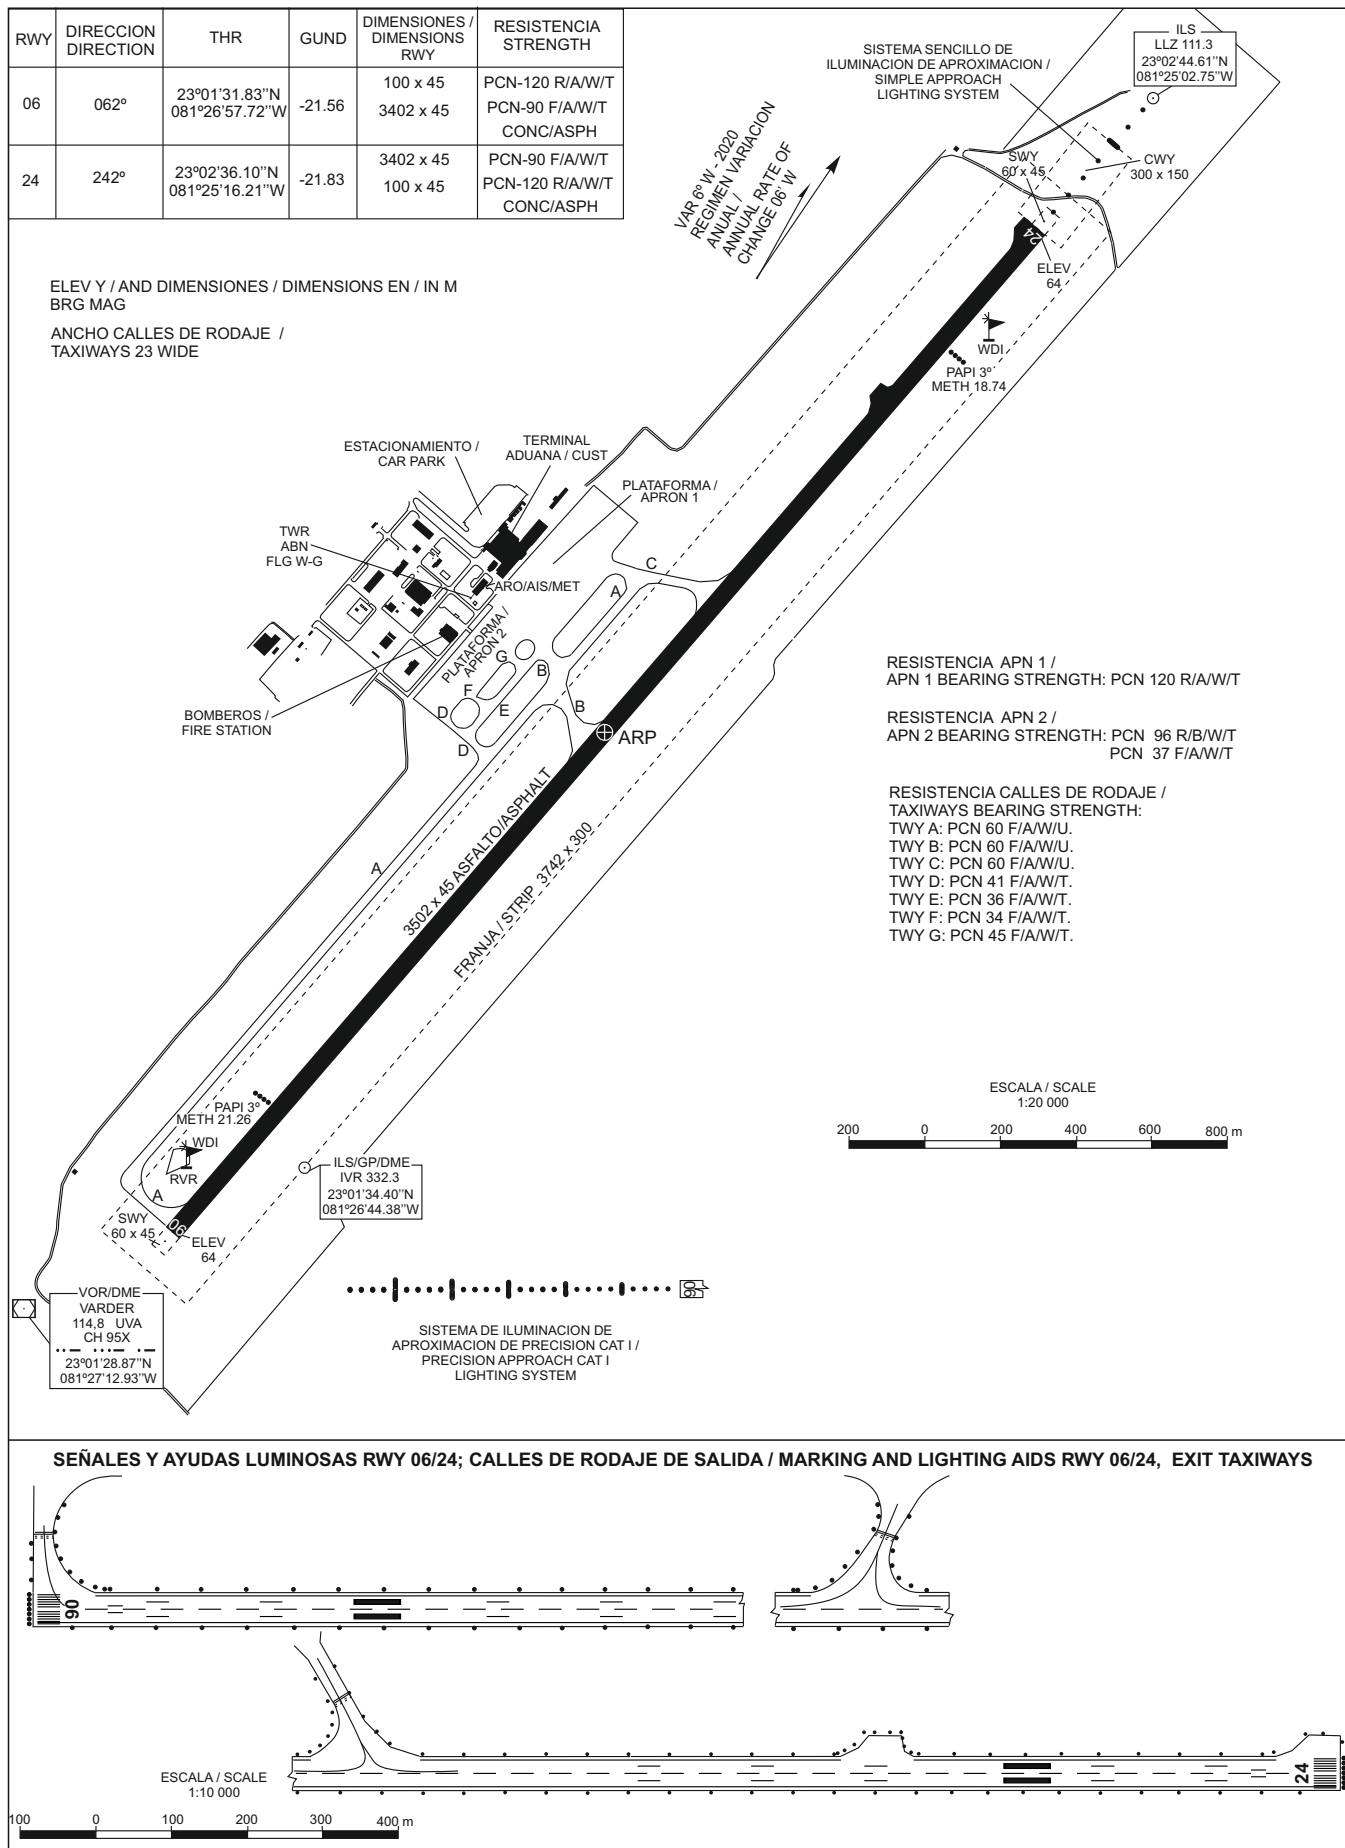 RWY
DIRECCION
DIRECTION
THR
GUND
DIMENSIONES /
DIMENSIONS
RWY
RESISTENCIA
STRENGTH
06
062º
23º01'31.83''N
081º26'57.72''W
-21.56
100 x 45
3402 x 45
PCN-120 R/A/W/T
PCN-90 F/A/W/T
CONC/ASPH
24
242º
23º02'36.10''N
081º25'16.21''W
-21.83
3402 x 45
100 x 45
PCN-90 F/A/W/T
PCN-120 R/A/W/T
CONC/ASPH
ELEV Y / AND DIMENSIONES / DIMENSIONS EN / IN M
BRG MAG
ANCHO CALLES DE RODAJE /
TAXIWAYS 23 WIDE
VAR 6º W - 2020
REGIMEN VARIACION
ANUAL /
ANNUAL RATE OF
CHANGE 06' W
SISTEMA SENCILLO DE
ILUMINACION DE APROXIMACION /
SIMPLE APPROACH
LIGHTING SYSTEM
ILS
LLZ 111.3
23º02'44.61''N
081º25'02.75''W
SWY
60 x 45
CWY
300 x 150
24
ELEV
64
WDI
PAPI 3º
METH 18.74
ESTACIONAMIENTO /
CAR PARK
TERMINAL
ADUANA / CUST
PLATAFORMA /
APRON 1
TWR
ABN
FLG W-G
ARO/AIS/MET
PLATAFORMA /
APRON 2
C
A
G
B
F
E
D
B
D
BOMBEROS /
FIRE STATION
ARP
A
3502 x 45 ASFALTO/ASPHALT
FRANJA / STRIP 3742 x 300
RESISTENCIA APN 1 /
APN 1 BEARING STRENGTH: PCN 120 R/A/W/T
RESISTENCIA APN 2 /
APN 2 BEARING STRENGTH: PCN 96 R/B/W/T
PCN 37 F/A/W/T
RESISTENCIA CALLES DE RODAJE /
TAXIWAYS BEARING STRENGTH:
TWY A: PCN 60 F/A/W/U.
TWY B: PCN 60 F/A/W/U.
TWY C: PCN 60 F/A/W/U.
TWY D: PCN 41 F/A/W/T.
TWY E: PCN 36 F/A/W/T.
TWY F: PCN 34 F/A/W/T.
TWY G: PCN 45 F/A/W/T.
ESCALA / SCALE
1:20 000
200 0 200 400 600 800 m
PAPI 3º
METH 21.26
WDI
RVR
A
SWY
60 x 45
06
ELEV
64
ILS/GP/DME
IVR 332.3
23º01'34.40''N
081º26'44.38''W
VOR/DME
VARDER
114,8 UVA
CH 95X
23º01'28.87''N
081º27'12.93''W
06
SISTEMA DE ILUMINACION DE
APROXIMACION DE PRECISION CAT I /
PRECISION APPROACH CAT I
LIGHTING SYSTEM
SEÑALES Y AYUDAS LUMINOSAS RWY 06/24; CALLES DE RODAJE DE SALIDA / MARKING AND LIGHTING AIDS RWY 06/24, EXIT TAXIWAYS
06
24
ESCALA / SCALE
1:10 000
100 0 100 200 300 400 m